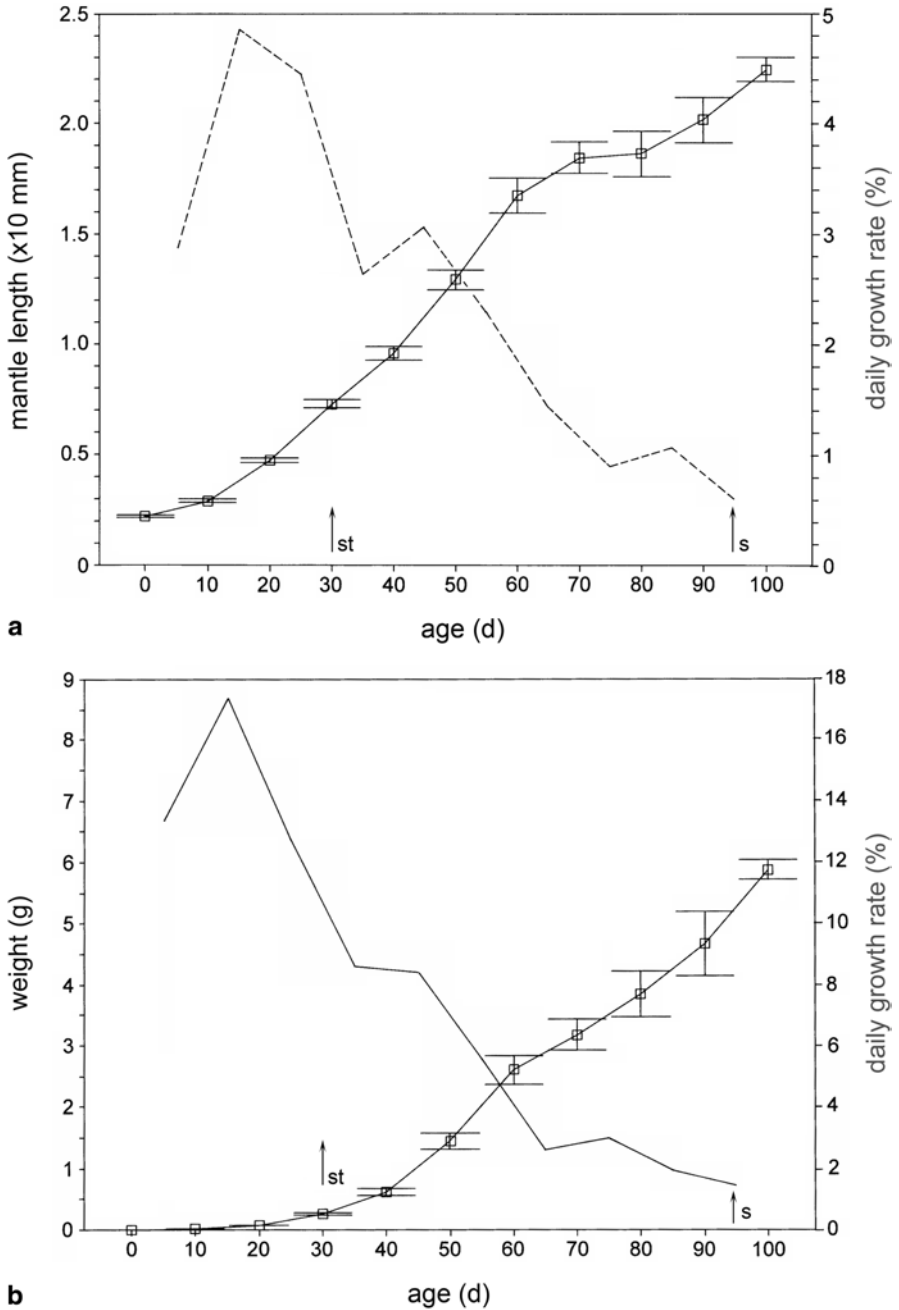 2.5
2.0
1.5
1.0
0.5
0
mantle length (x10 mm)
5
4
3
2
1
0
daily growth rate (%)
st
s
0 10 20 30 40 50 60 70 80 90 100
a
age (d)
9
8
7
6
5
4
3
2
1
0
weight (g)
18
16
14
12
10
8
6
4
2
0
daily growth rate (%)
st
s
0 10 20 30 40 50 60 70 80 90 100
b
age (d)